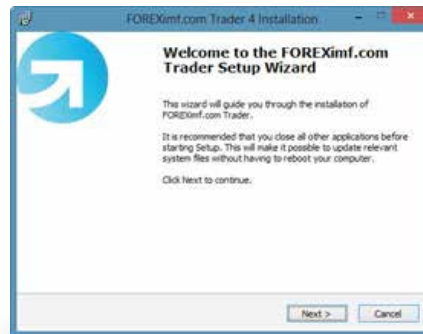 FOREXimf.com Trader 4 Installation
Welcome to the FOREXimf.com
Trader Setup Wizard
This wizard will guide you through the installation of
FOREXimf.com Trader.
It is recommended that you close all other applications before
starting Setup. This will make it possible to update relevant
system files without having to reboot your computer.
Click Next to continue.
Next >
Cancel